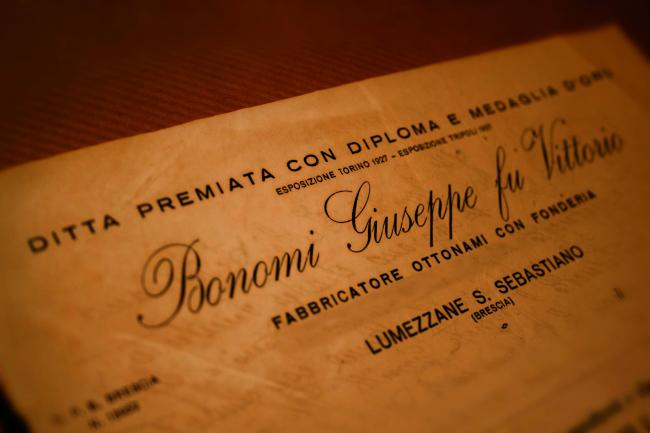 DITTA PREMIATA CON DIPLOMA E MEDAGLIA D'ORO
ESPOSIZIONE TORINO 1927 - ESPOSIZIONE TRIPOLI 1927
Bonomi Giuseppe fu Vittorio
FABBRICATORE OTTONAMI CON FONDERIA
LUMEZZANE S. SEBASTIANO
(BRESCIA)
BRESCIA